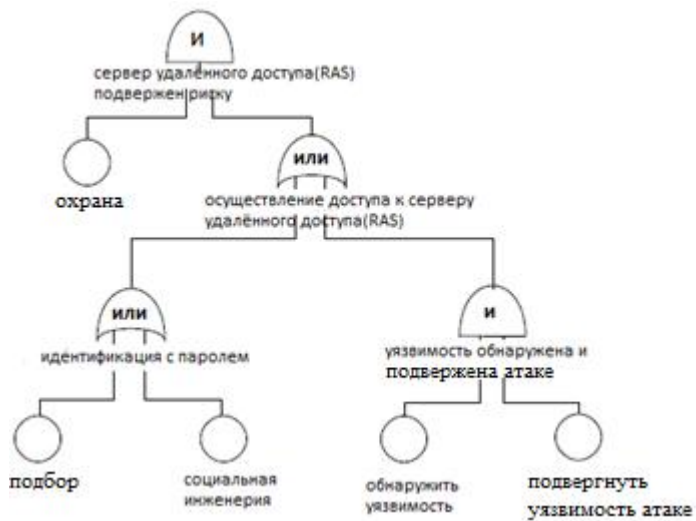 И
сервер удалённого доступа(RAS)
подвержен риску
или
охрана
осуществление доступа к серверу
удалённого доступа(RAS)
или
и
идентификация с паролем
уязвимость обнаружена и
подвержена атаке
подбор
социальная
инженерия
обнаружить
уязвимость
подвергнуть
уязвимость атаке